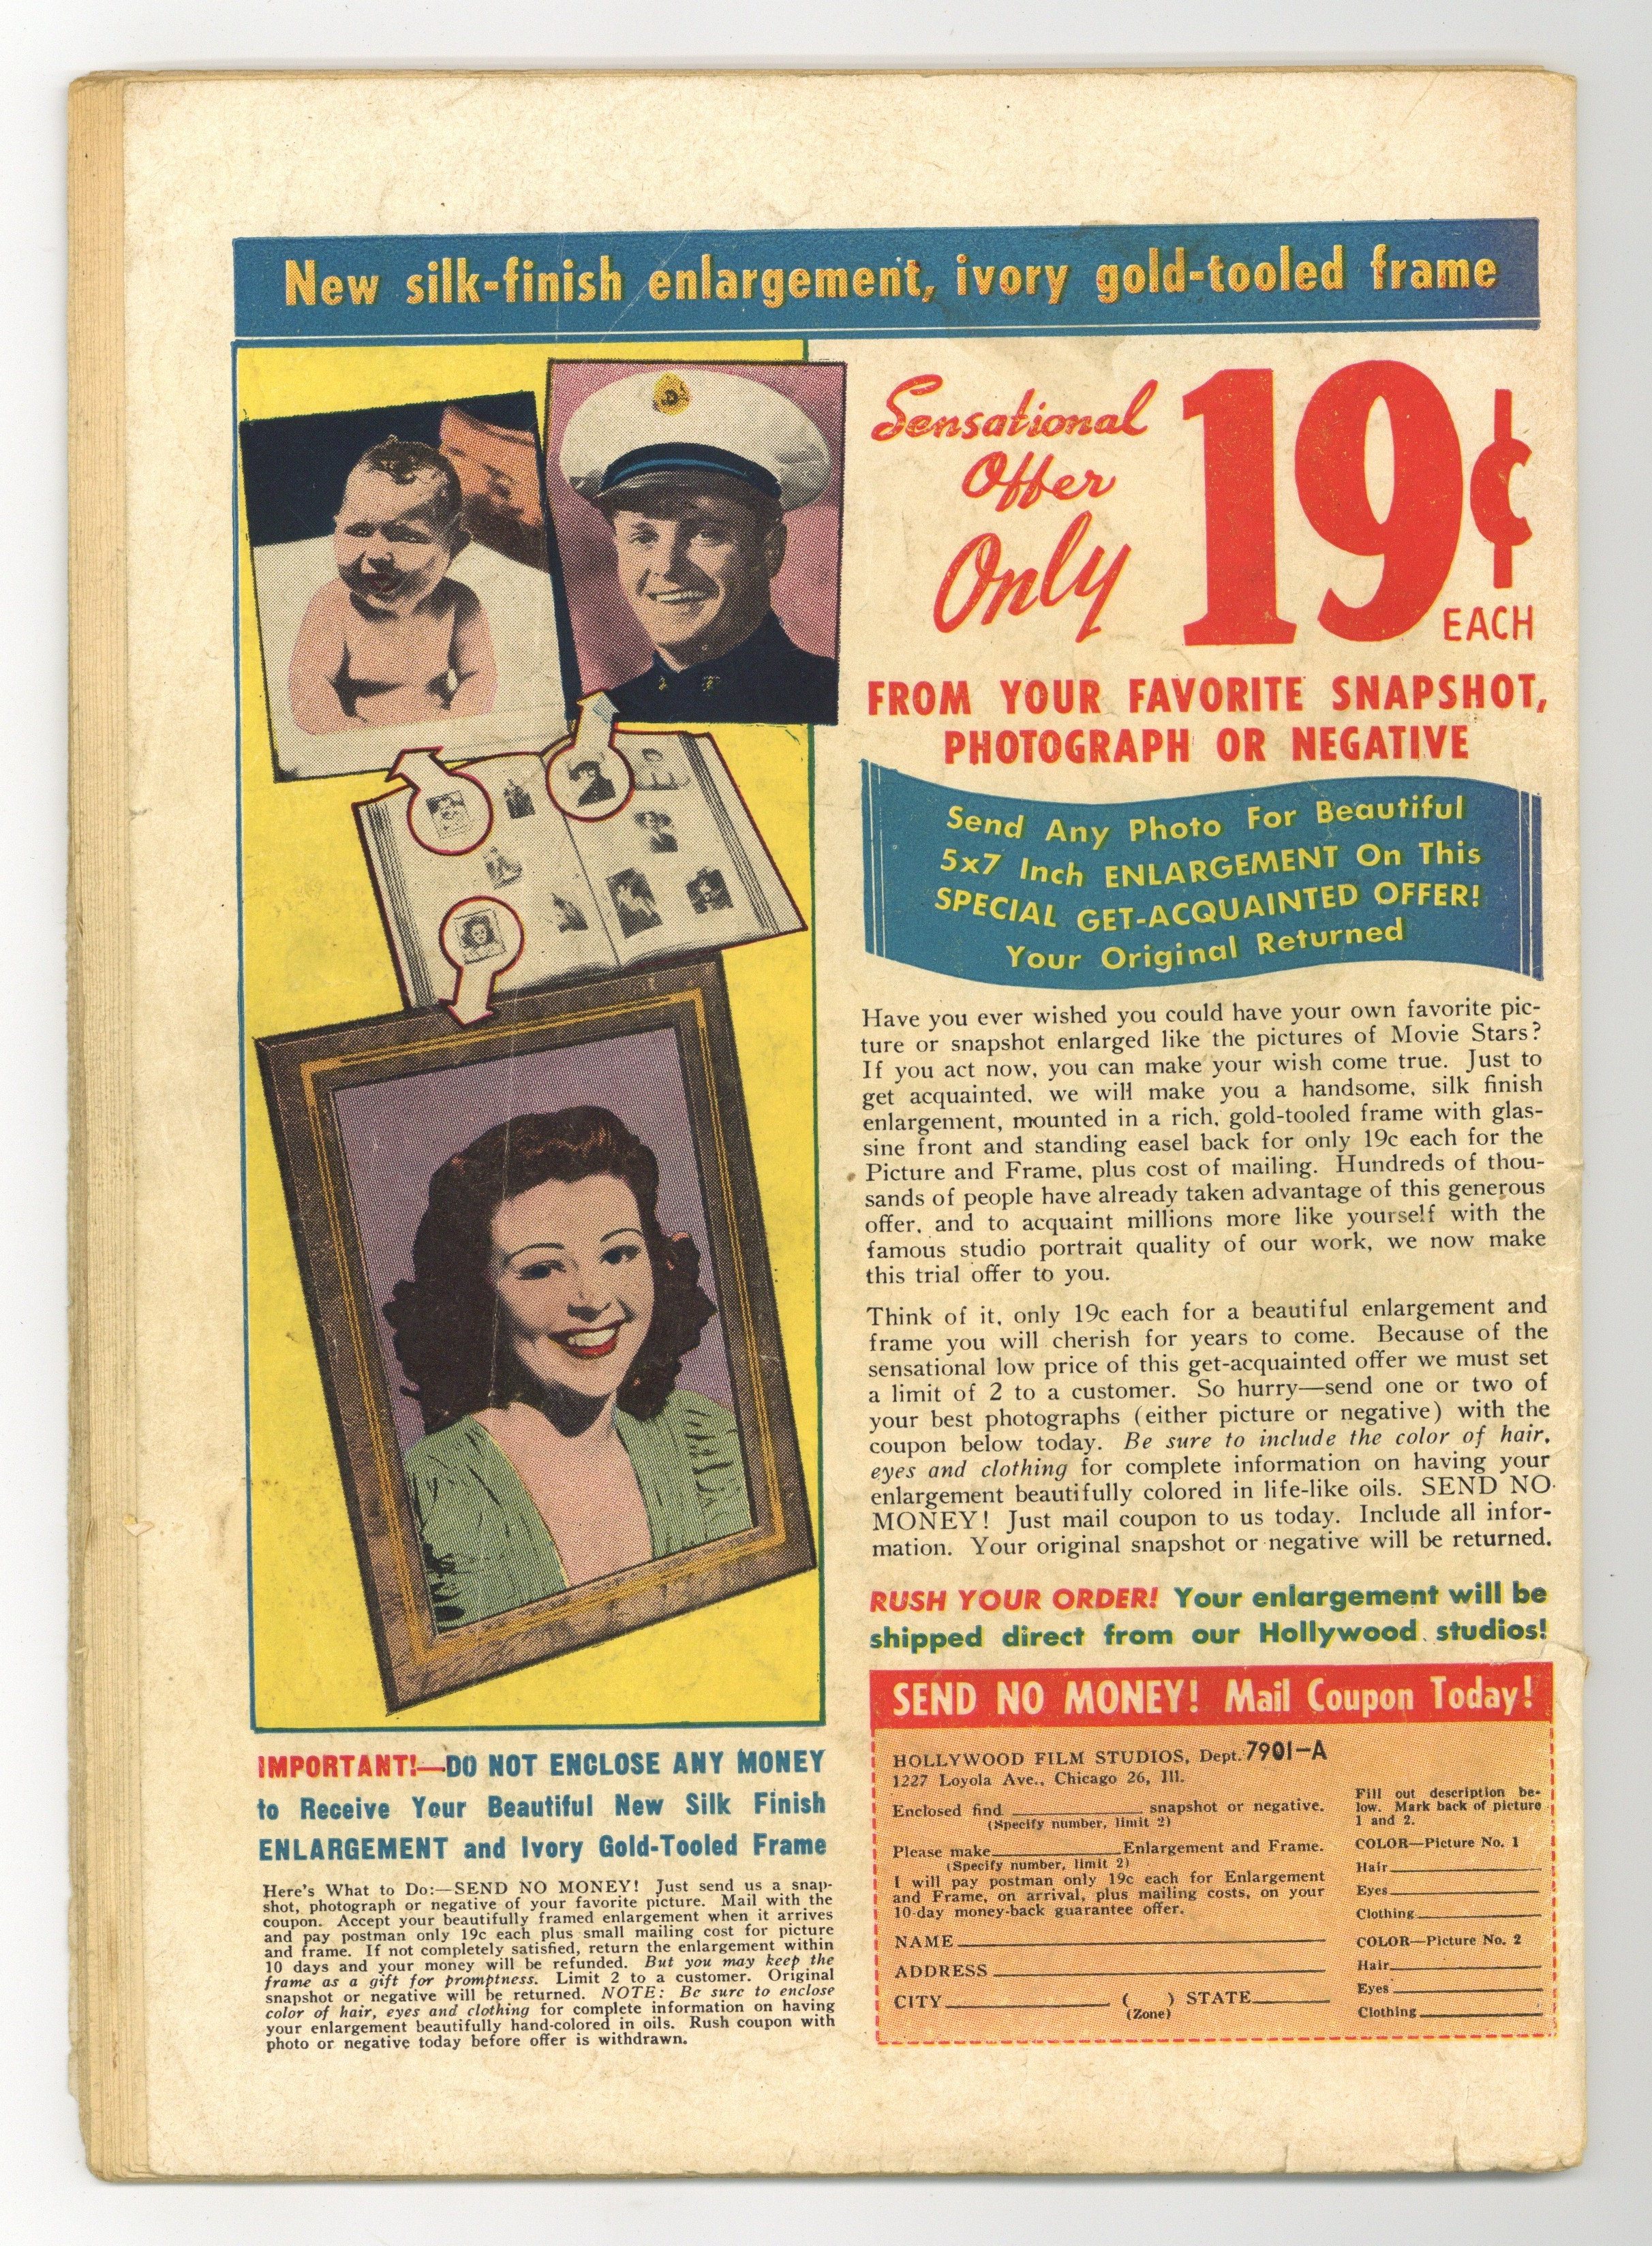 New silk-finish enlargement, ivory gold-tooled frame
Sensational
Offer
Only
19¢
EACH
FROM YOUR FAVORITE SNAPSHOT,
PHOTOGRAPH OR NEGATIVE
Send Any Photo For Beautiful
5x7 Inch ENLARGEMENT On This
SPECIAL GET-ACQUAINTED OFFER!
Your Original Returned
Have you ever wished you could have your own favorite pic-
ture or snapshot enlarged like the pictures of Movie Stars?
If you act now, you can make your wish come true. Just to
get acquainted, we will make you a handsome, silk finish
enlargement, mounted in a rich, gold-tooled frame with glas-
sine front and standing easel back for only 19c each for the
Picture and Frame, plus cost of mailing. Hundreds of thou-
sands of people have already taken advantage of this generous
offer, and to acquaint millions more like yourself with the
famous studio portrait quality of our work, we now make
this trial offer to you.
Think of it, only 19c each for a beautiful enlargement and
frame you will cherish for years to come. Because of the
sensational low price of this get-acquainted offer we must set
a limit of 2 to a customer. So hurry—send one or two of
your best photographs (either picture or negative) with the
coupon below today. Be sure to include the color of hair,
eyes and clothing for complete information on having your
enlargement beautifully colored in life-like oils. SEND NO
MONEY! Just mail coupon to us today. Include all infor-
mation. Your original snapshot or negative will be returned.
RUSH YOUR ORDER! Your enlargement will be
shipped direct from our Hollywood studios!
IMPORTANT!—DO NOT ENCLOSE ANY MONEY
to Receive Your Beautiful New Silk Finish
ENLARGEMENT and Ivory Gold-Tooled Frame
Here's What to Do:—SEND NO MONEY! Just send us a snap-
shot, photograph or negative of your favorite picture. Mail with the
coupon. Accept your beautifully framed enlargement when it arrives
and pay postman only 19c each plus small mailing cost for picture
and frame. If not completely satisfied, return the enlargement within
10 days and your money will be refunded. But you may keep the
frame as a gift for promptness. Limit 2 to a customer. Original
snapshot or negative will be returned. NOTE: Be sure to enclose
color of hair, eyes and clothing for complete information on having
your enlargement beautifully hand-colored in oils. Rush coupon with
photo or negative today before offer is withdrawn.
SEND NO MONEY! Mail Coupon Today!
HOLLYWOOD FILM STUDIOS, Dept. 7901-A
1227 Loyola Ave., Chicago 26, Ill.
Enclosed find ____ snapshot or negative.
(Specify number, limit 2)
Please make ____ Enlargement and Frame.
(Specify number, limit 2)
I will pay postman only 19c each for Enlargement
and Frame, on arrival, plus mailing costs, on your
10-day money-back guarantee offer.
NAME
ADDRESS
CITY ____ ( ) STATE
(Zone)
Fill out description be-
low. Mark back of picture
1 and 2.
COLOR—Picture No. 1
Hair
Eyes
Clothing
COLOR—Picture No. 2
Hair
Eyes
Clothing